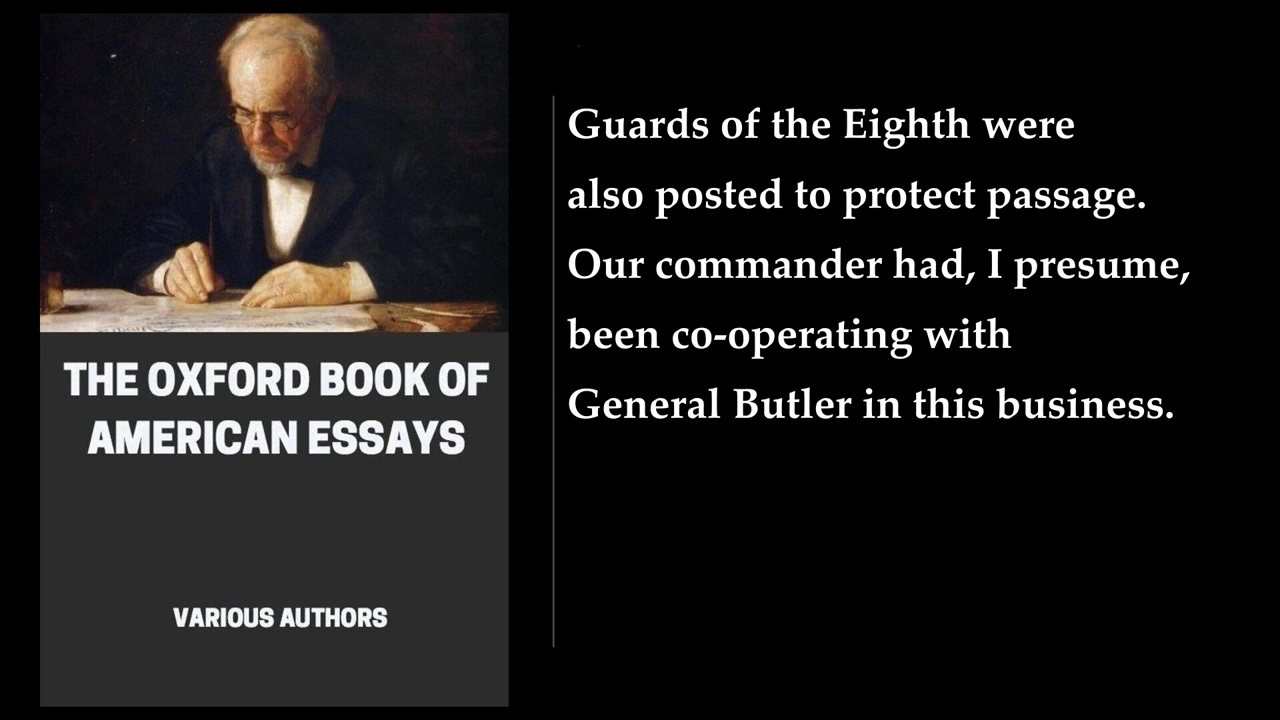 THE OXFORD BOOK OF
AMERICAN ESSAYS
VARIOUS AUTHORS
Guards of the Eighth were
also posted to protect passage.
Our commander had, I presume,
been co-operating with
General Butler in this business.